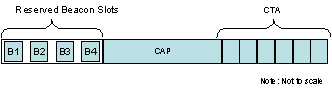 Reserved Beacon Slots CTA
B1 B2 B3 B4 CAP
Note: Not to scale